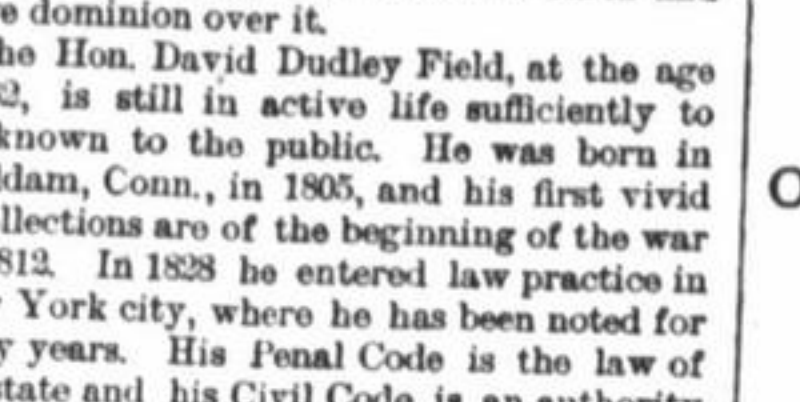 e dominion over it.
he Hon. David Dudley Field, at the age
2, is still in active life sufficiently to
known to the public. He was born in
ldam, Conn., in 1805, and his first vivid
llections are of the beginning of the war
812. In 1828 he entered law practice in
York city, where he has been noted for
y years. His Penal Code is the law of
state and his Civil Code is an authority